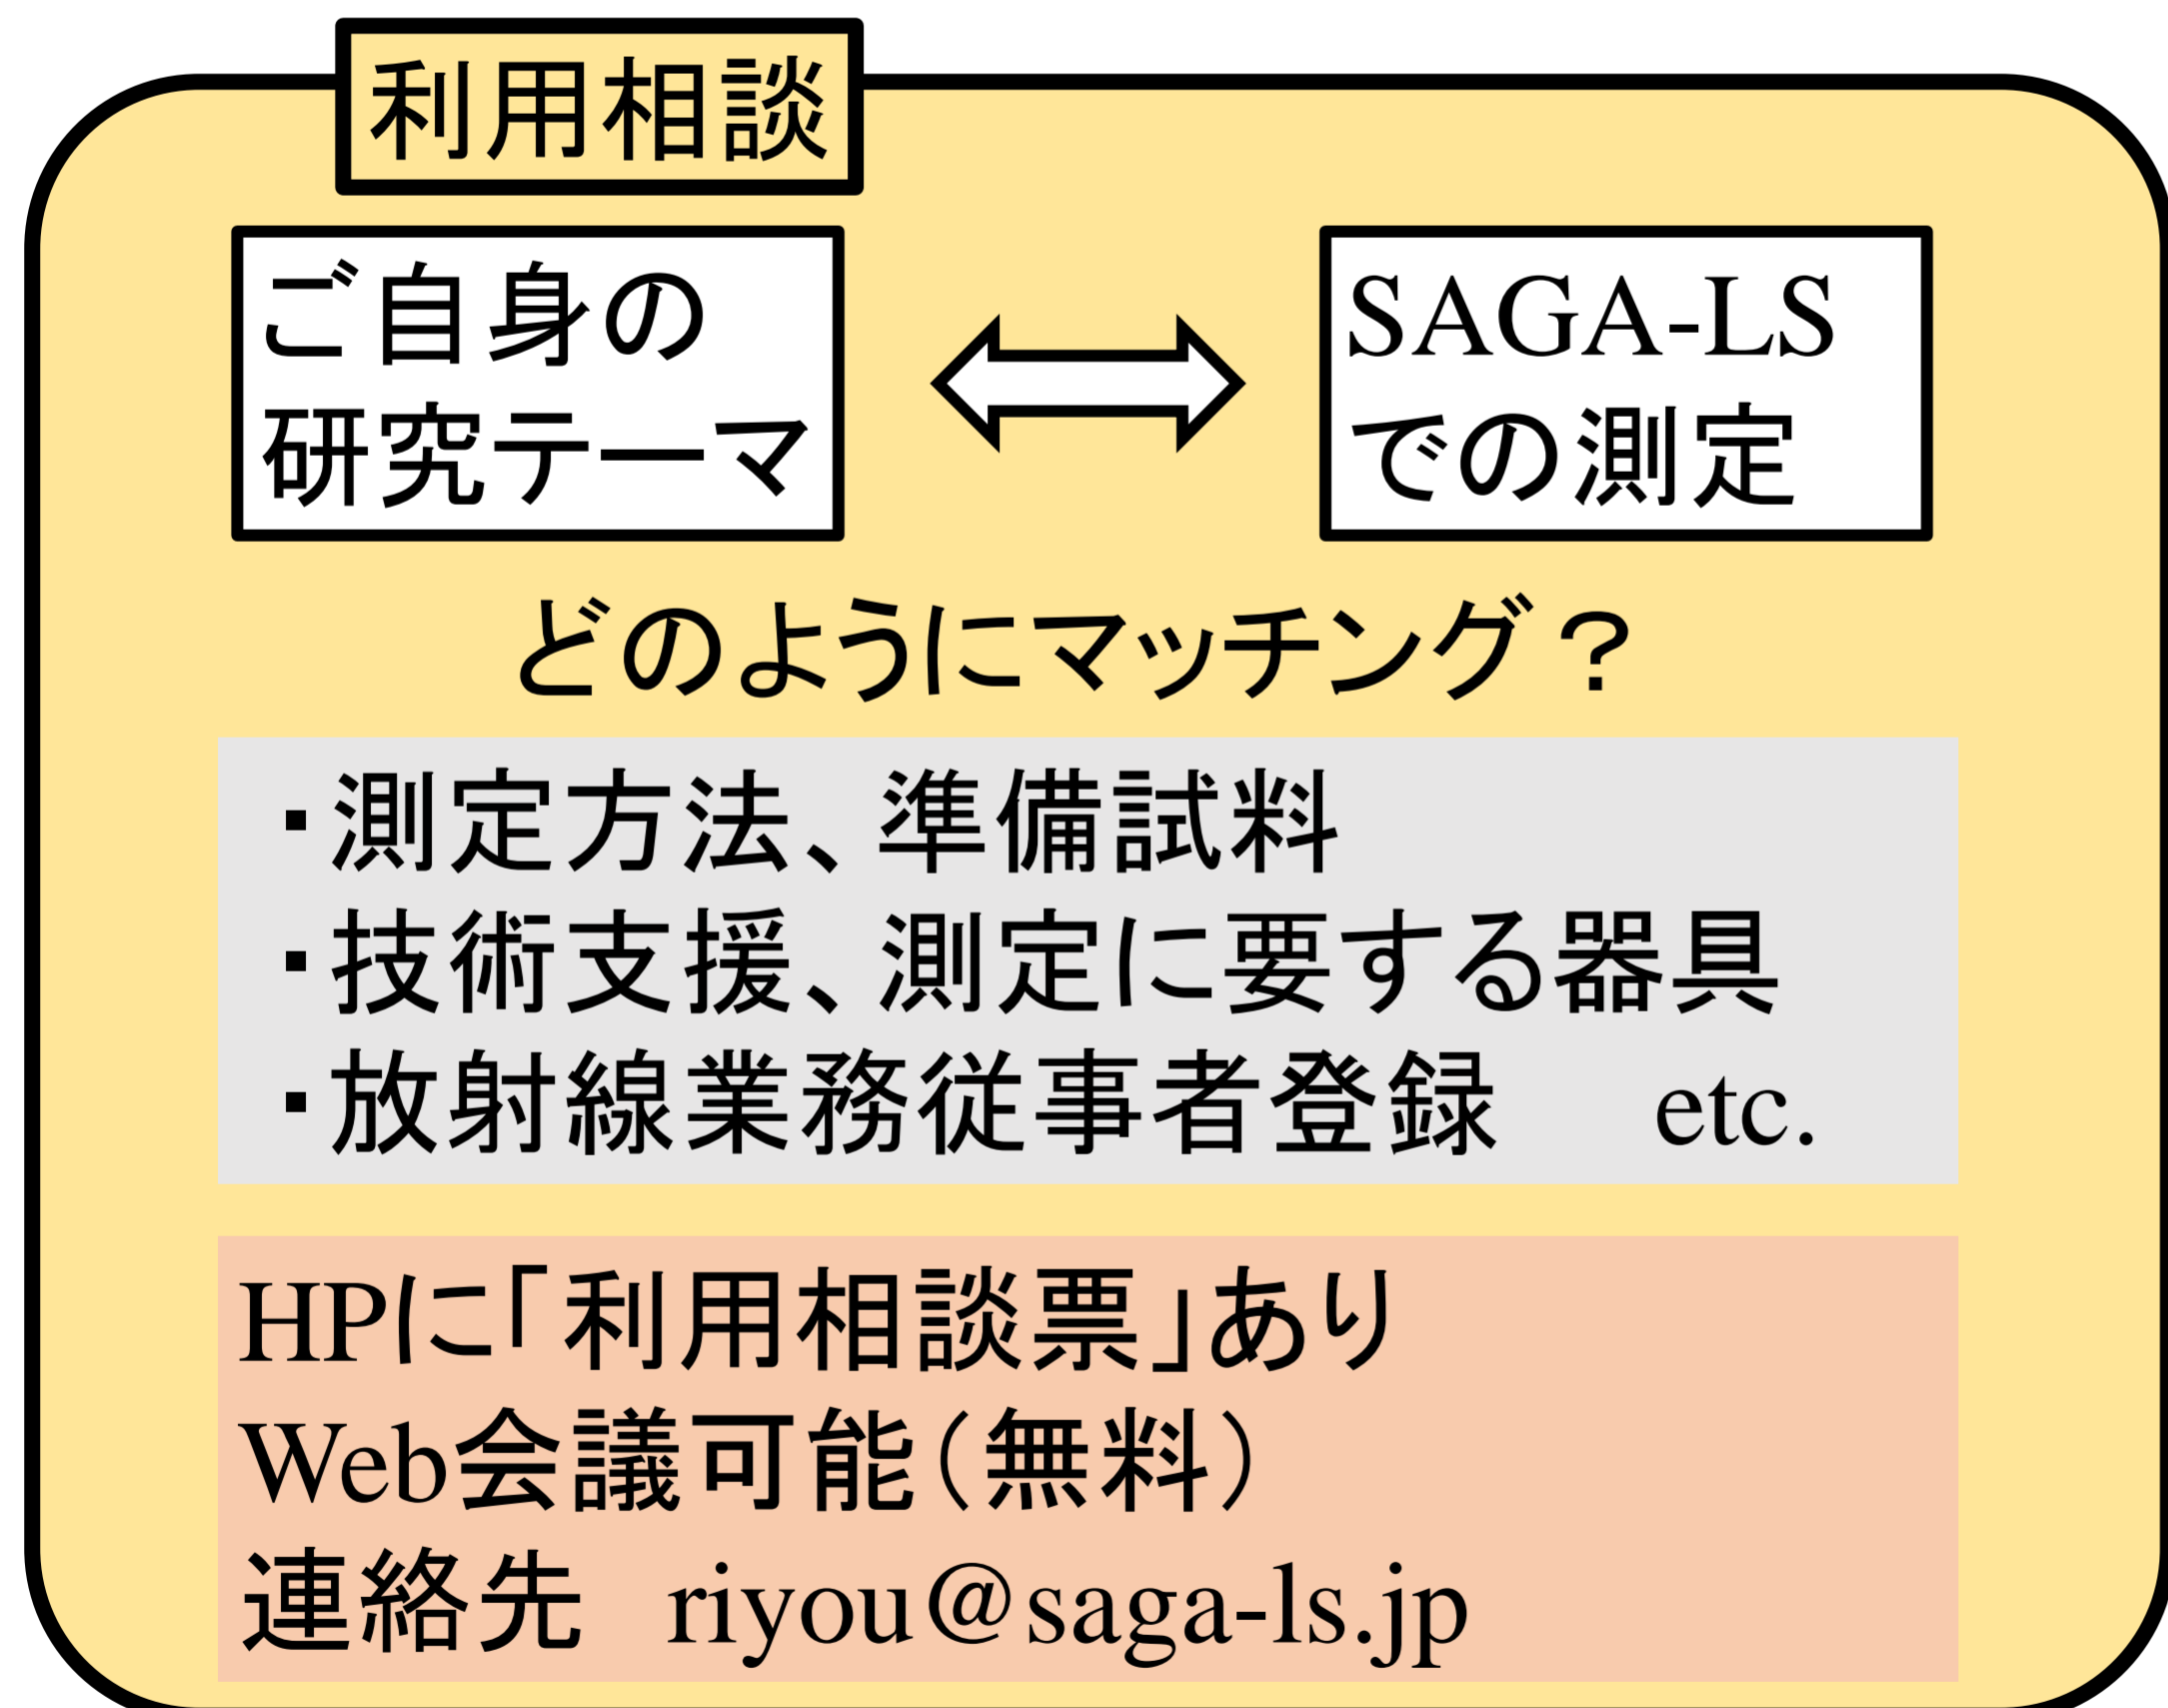 利用相談
ご自身の
研究テーマ
SAGA-LS
での測定
どのようにマッチング？
・測定方法、準備試料
・技術支援、測定に要する器具
・放射線業務従事者登録　etc.
HPに「利用相談票」あり
Web会議可能（無料）
連絡先　riyou@saga-ls.jp